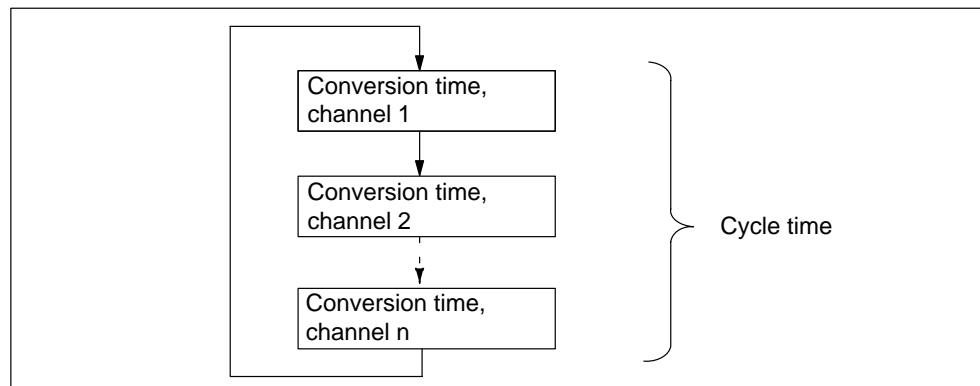 Conversion time,
channel 1
Conversion time,
channel 2
Cycle time
Conversion time,
channel n